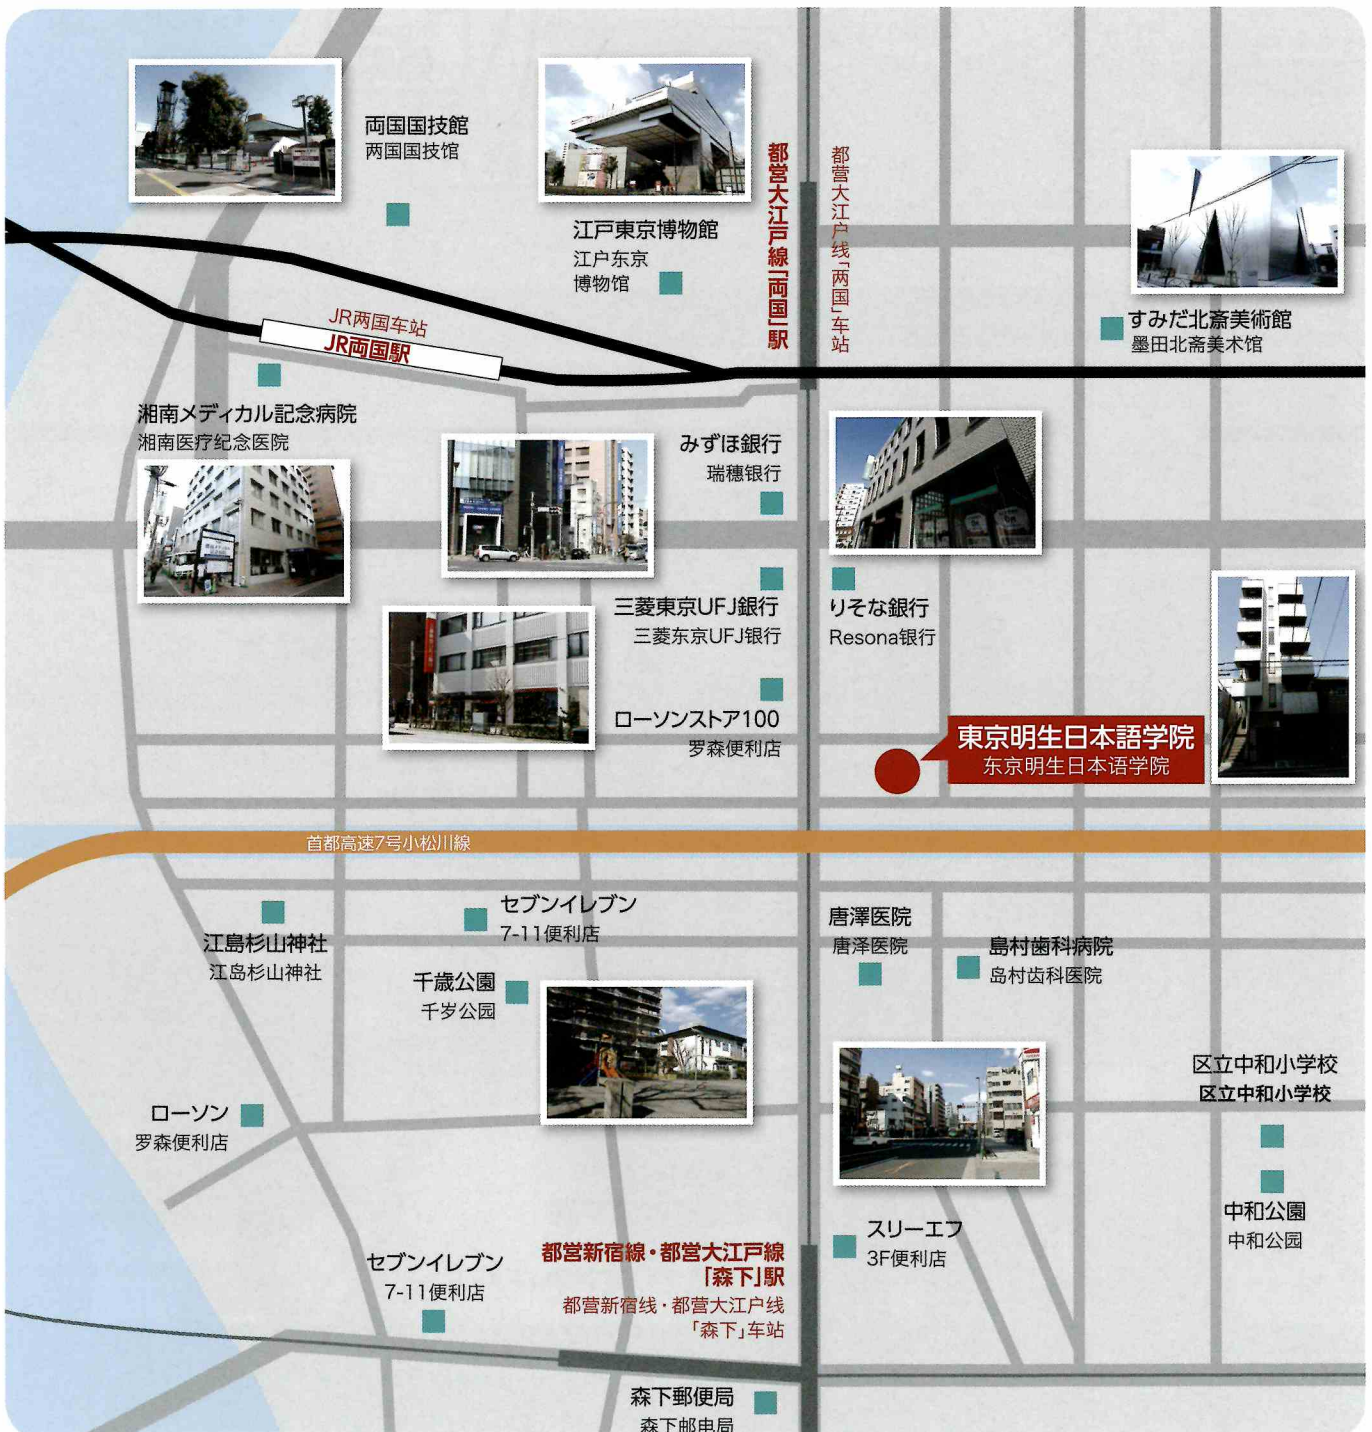 両国国技館
两国国技馆
江戸東京博物館
江户东京
博物馆
都営大江戸線「両国」駅
都营大江户线「两国」车站
すみだ北斎美術館
墨田北斋美术馆
JR两国车站
JR両国駅
湘南メディカル記念病院
湘南医疗纪念医院
みずほ銀行
瑞穗银行
三菱東京UFJ銀行
三菱东京UFJ银行
りそな銀行
Resona银行
ローソンストア100
罗森便利店
東京明生日本語学院
东京明生日本语学院
首都高速7号小松川線
セブンイレブン
7-11便利店
江島杉山神社
江岛杉山神社
千歳公園
千岁公园
唐澤医院
唐泽医院
島村歯科病院
岛村齿科医院
ローソン
罗森便利店
区立中和小学校
区立中和小学校
中和公園
中和公园
スリーエフ
3F便利店
セブンイレブン
7-11便利店
都営新宿線・都営大江戸線
「森下」駅
都营新宿线・都营大江户线
「森下」车站
森下郵便局
森下邮电局